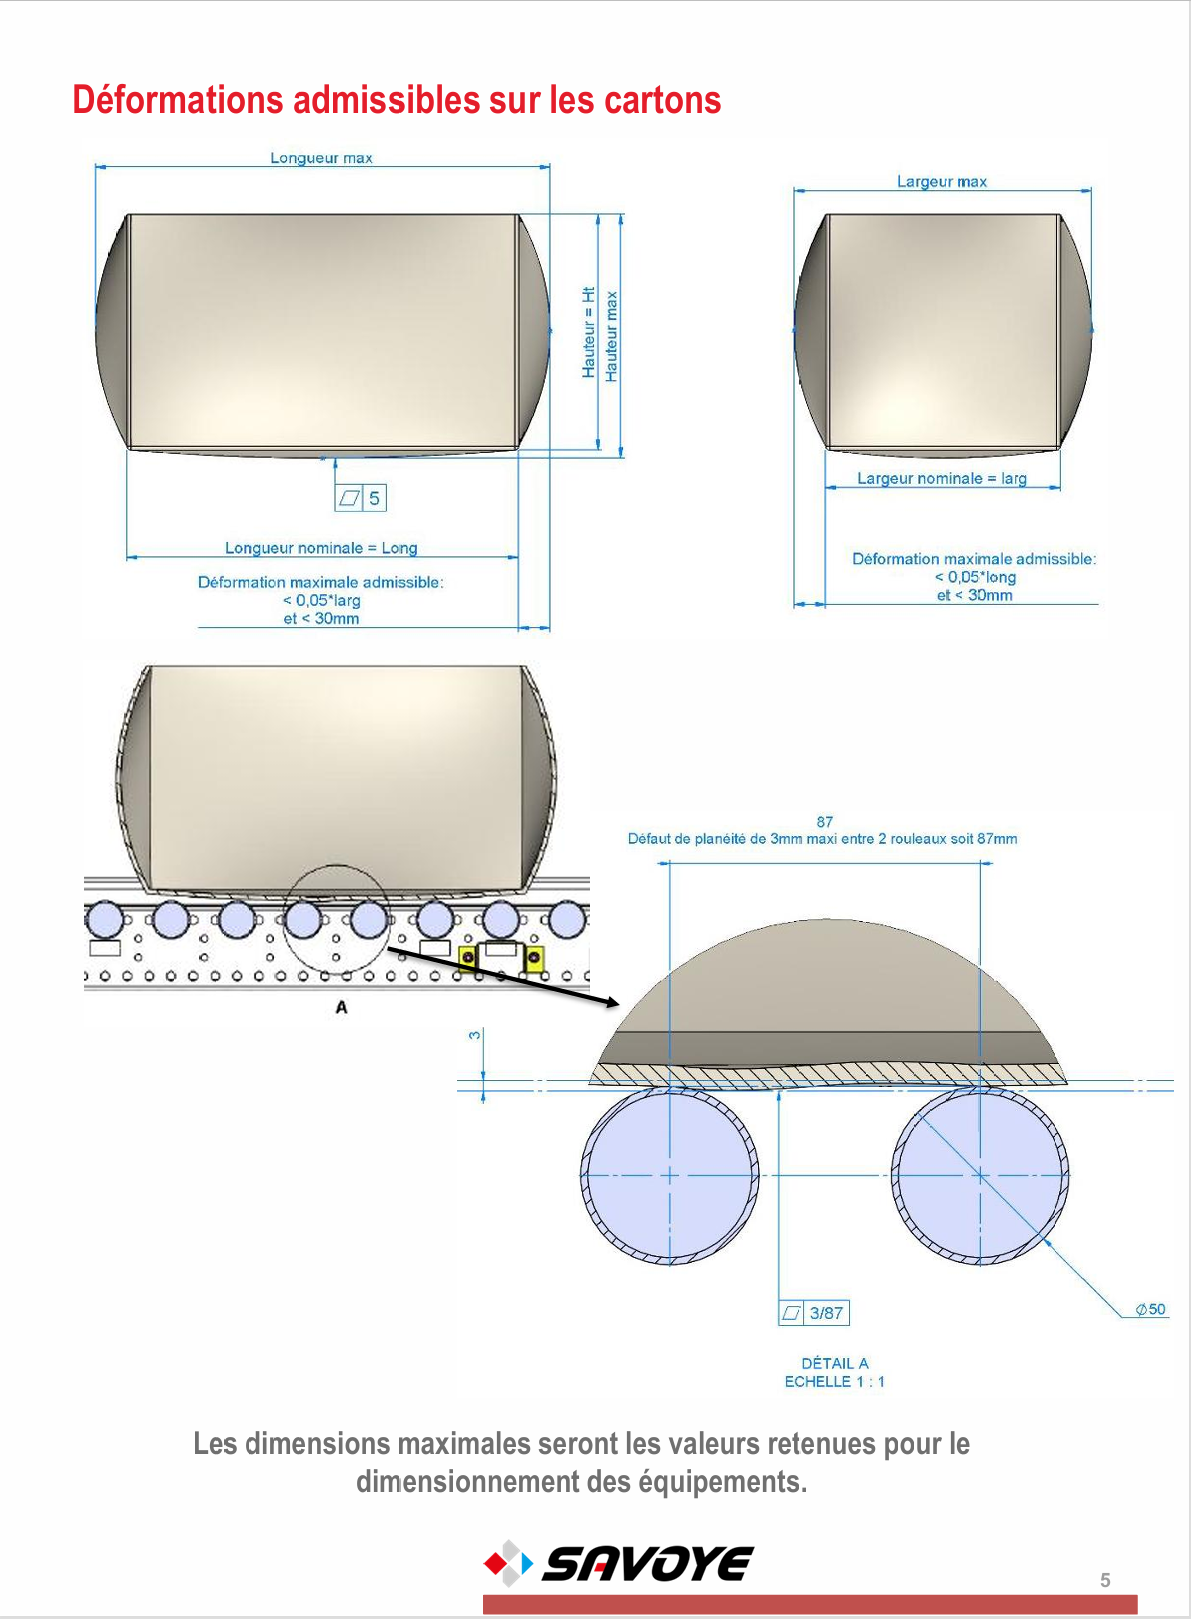 Déformations admissibles sur les cartons
Longueur max
Largeur max
Hauteur = Ht
Hauteur max
5
Largeur nominale = larg
Longueur nominale = Long
Déformation maximale admissible:
< 0,05*larg
et < 30mm
Déformation maximale admissible:
< 0,05*long
et < 30mm
87
Défaut de planéité de 3mm maxi entre 2 rouleaux soit 87mm
A
3
3/87
Ø50
DÉTAIL A
ECHELLE 1 : 1
Les dimensions maximales seront les valeurs retenues pour le
dimensionnement des équipements.
SAVOYE
5